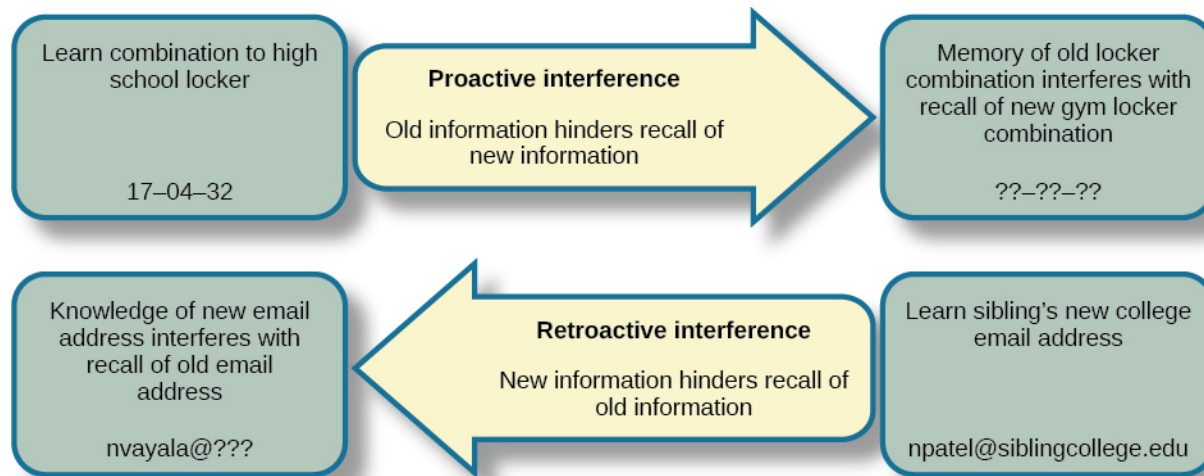 Learn combination to high
school locker
17–04–32
Proactive interference
Old information hinders recall of
new information
Memory of old locker
combination interferes with
recall of new gym locker
combination
??–??–??
Knowledge of new email
address interferes with
recall of old email
address
nvayala@???
Retroactive interference
New information hinders recall of
old information
Learn sibling’s new college
email address
npatel@siblingcollege.edu